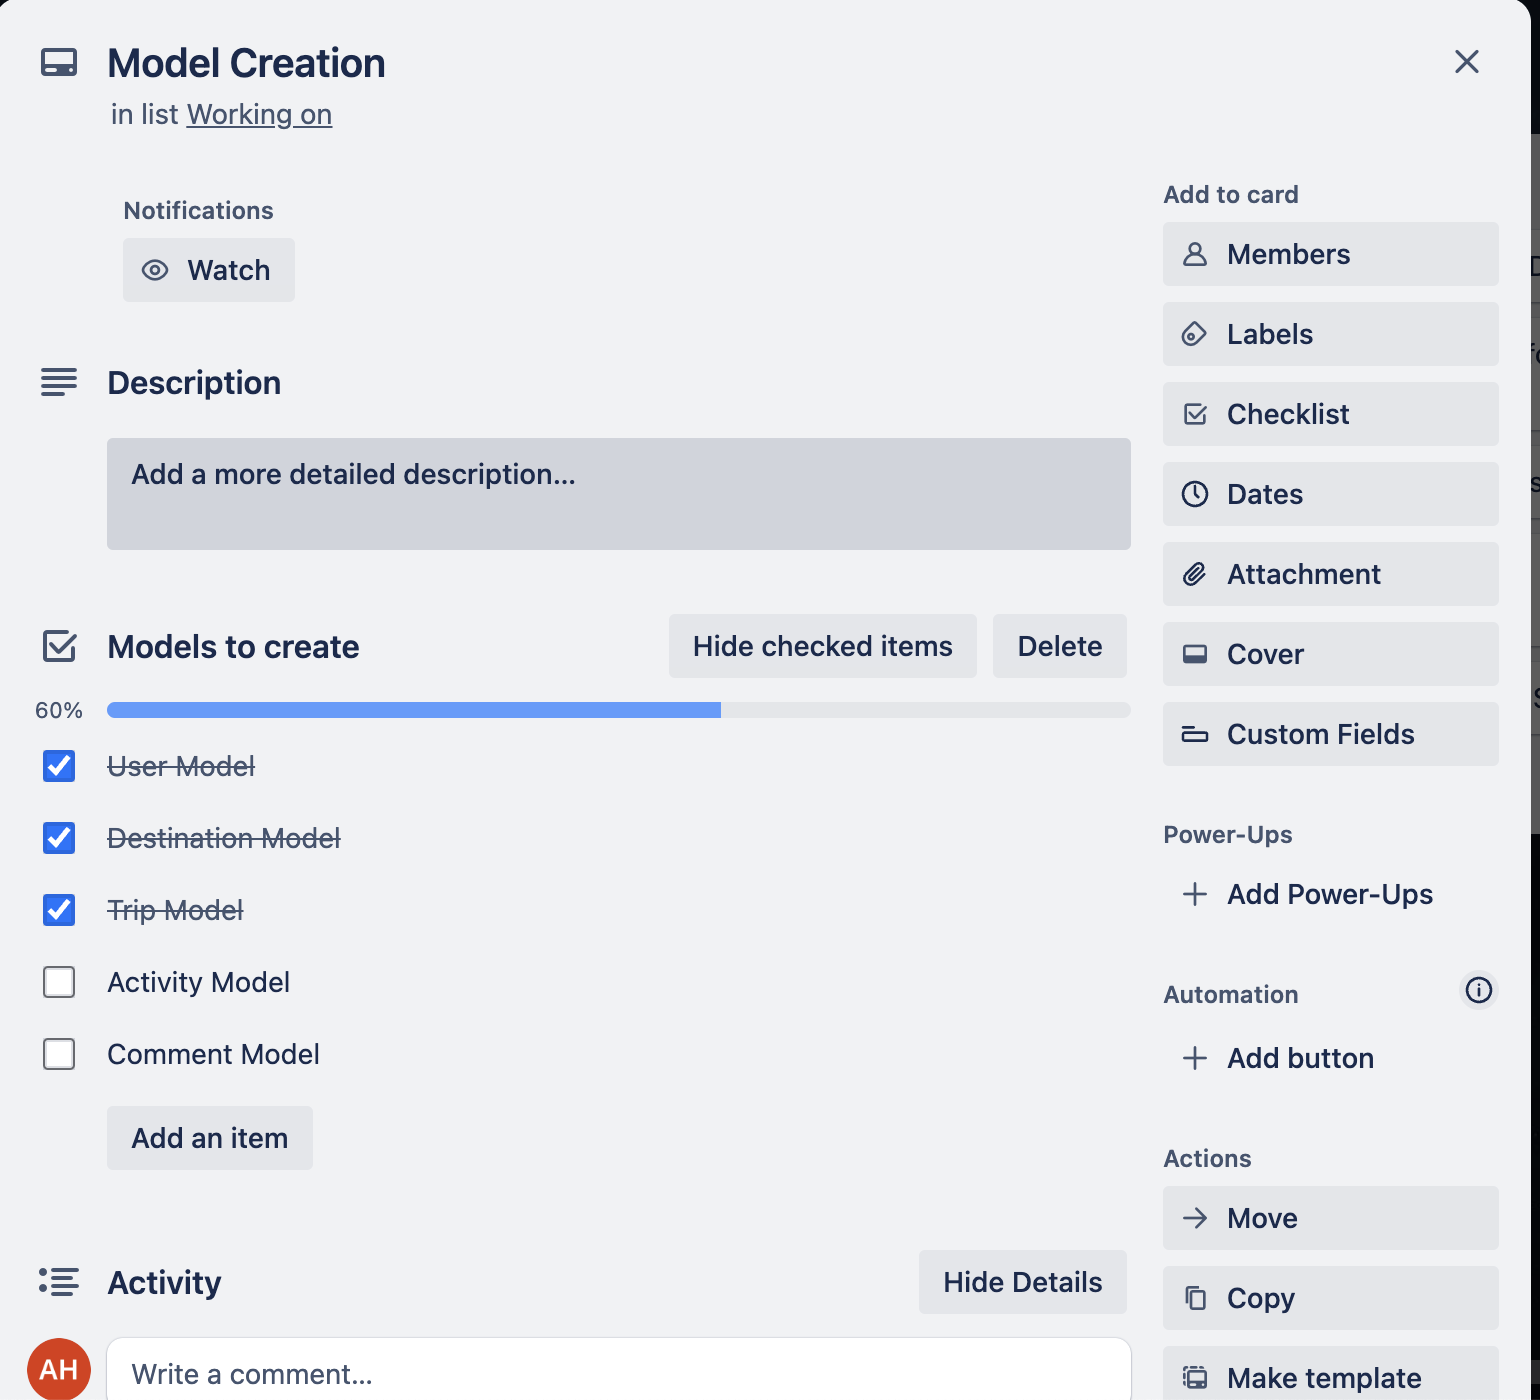 Model Creation
in list Working on
Notifications
Watch
Description
Add a more detailed description...
Models to create
Hide checked items
Delete
60%
User Model
Destination Model
Trip Model
Activity Model
Comment Model
Add an item
Activity
Hide Details
AH
Write a comment...
Add to card
Members
Labels
Checklist
Dates
Attachment
Cover
Custom Fields
Power-Ups
Add Power-Ups
Automation
Add button
Actions
Move
Copy
Make template